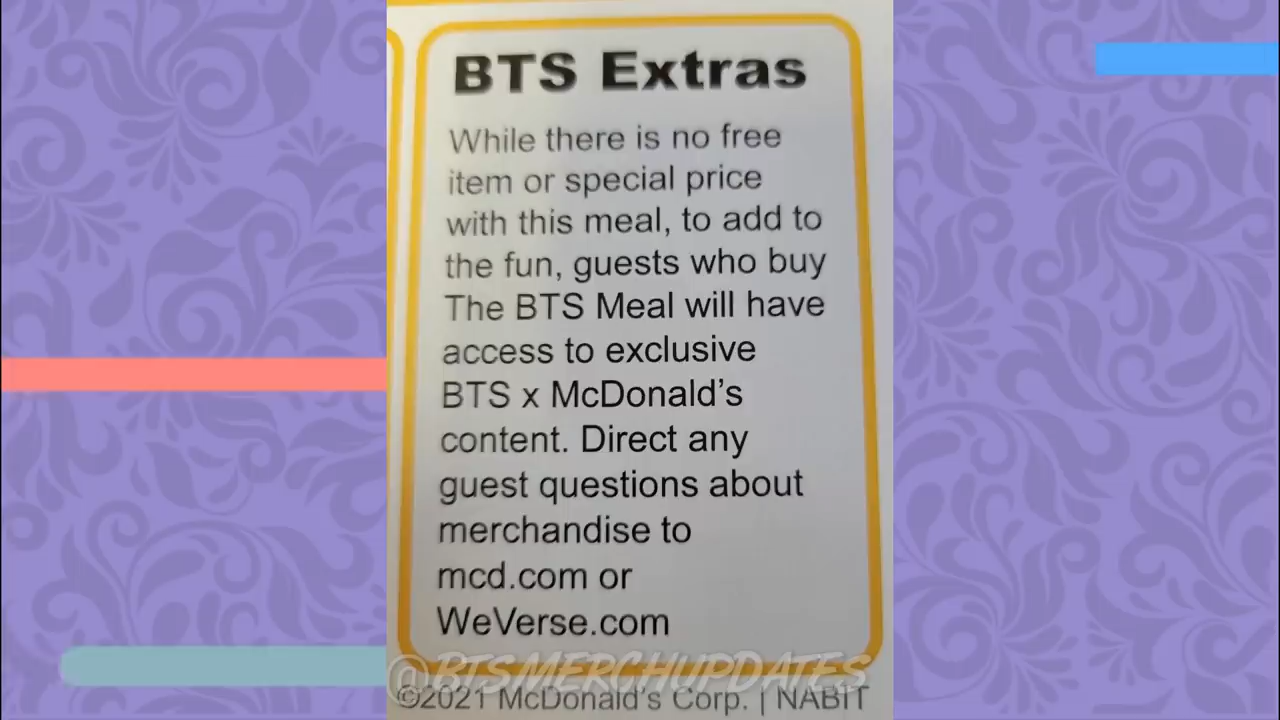 BTS Extras
While there is no free
item or special price
with this meal, to add to
the fun, guests who buy
The BTS Meal will have
access to exclusive
BTS x McDonald's
content. Direct any
guest questions about
merchandise to
mcd.com or
WeVerse.com
@BTSMERCHUPDATES
©2021 McDonald's Corp. | NABIT